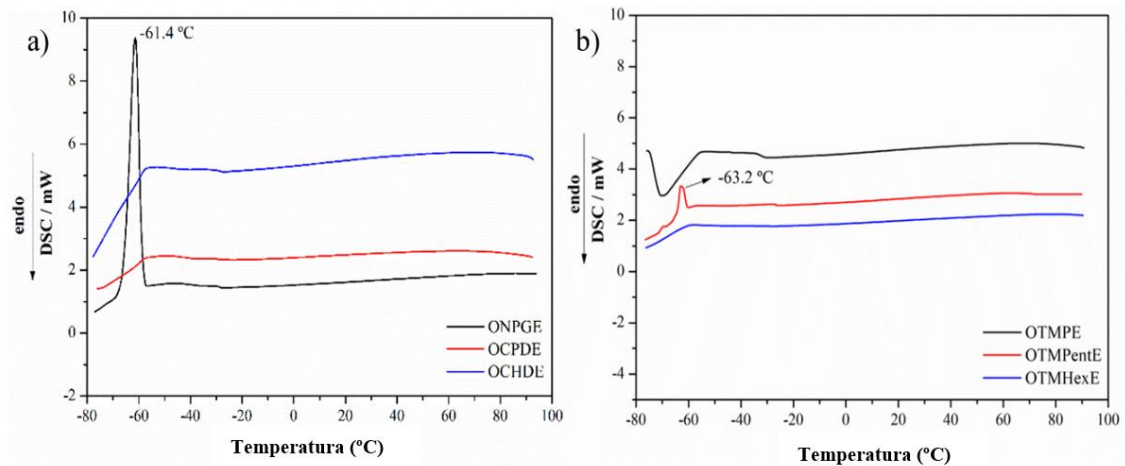 a)
-61.4 ºC
10
8
6
4
2
0
-2
endo
DSC / mW
ONPGE
OCPDE
OCHDE
-80 -60 -40 -20 0 20 40 60 80 100
Temperatura (ºC)
b)
-63.2 ºC
10
8
6
4
2
0
-2
-4
endo
DSC / mW
OTMPE
OTMPentE
OTMHexE
-80 -60 -40 -20 0 20 40 60 80 100
Temperatura (ºC)